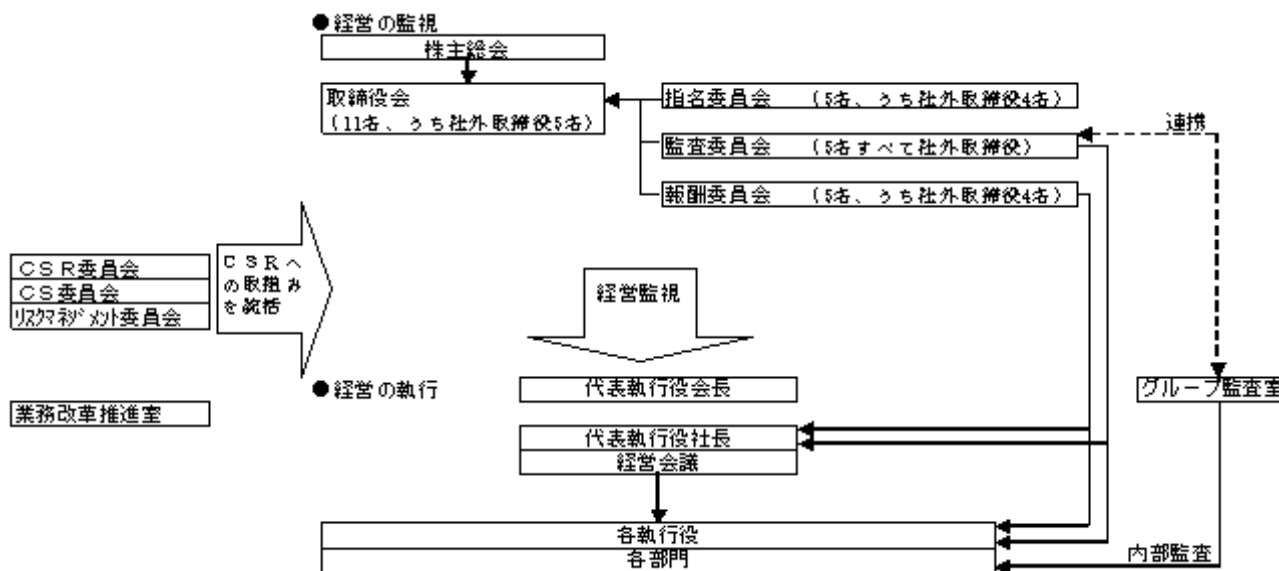 ●経営の監視
株主総会
取締役会
(11名、うち社外取締役5名)
指名委員会 (5名、うち社外取締役4名)
連携
監査委員会 (5名すべて社外取締役)
報酬委員会 (5名、うち社外取締役4名)
CSR委員会
CS委員会
ﾘｽｸﾏﾈｼﾞﾒﾝﾄ委員会
CSRへ
の取組み
を統括
経営監視
●経営の執行
代表執行役会長
グループ監査室
業務改革推進室
代表執行役社長
経営会議
各執行役
各部門
内部監査